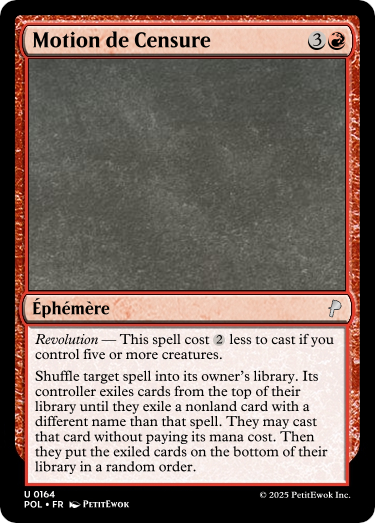 Motion de Censure 3
Éphémère
Revolution — This spell cost 2 less to cast if you
control five or more creatures.
Shuffle target spell into its owner's library. Its
controller exiles cards from the top of their
library until they exile a nonland card with a
different name than that spell. They may cast
that card without paying its mana cost. Then
they put the exiled cards on the bottom of their
library in a random order.
U 0164
POL • FR PetitEwok
© 2025 PetitEwok Inc.